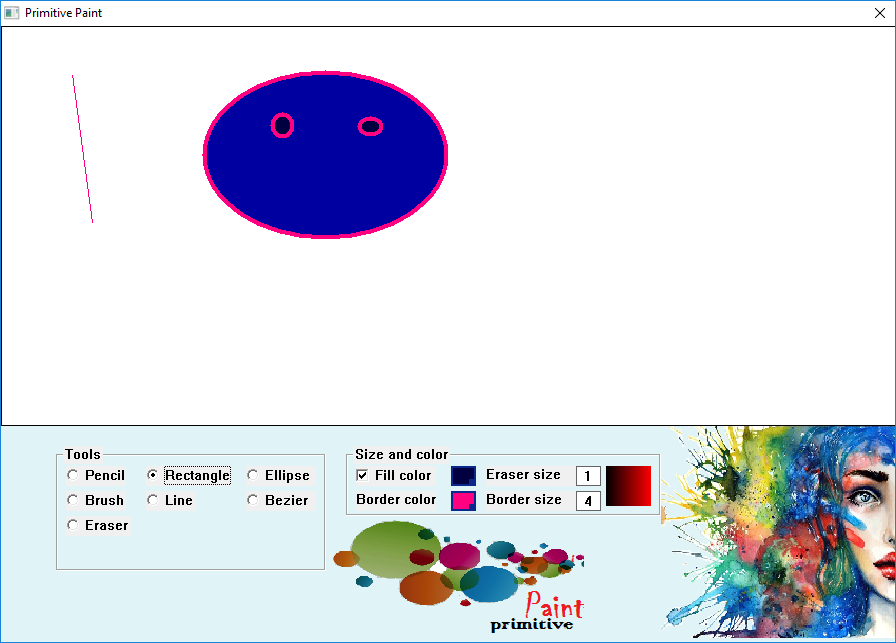 Primitive Paint
Tools
Pencil Rectangle Ellipse
Brush Line Bezier
Eraser
Size and color
Fill color Eraser size 1
Border color Border size 4
Paint
primitive